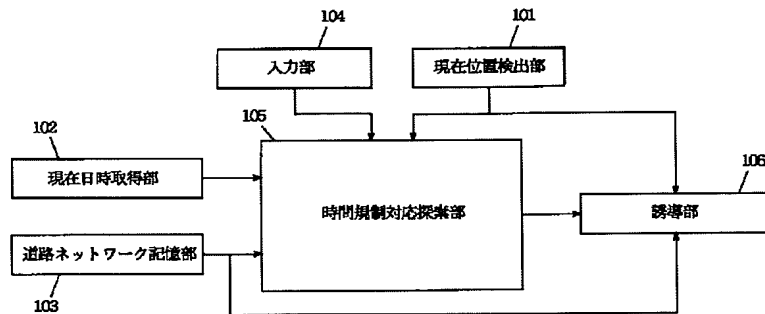 104
101
入力部
現在位置検出部
105
102
106
現在日時取得部
時間規制対応探索部
誘導部
道路ネットワーク記憶部
103